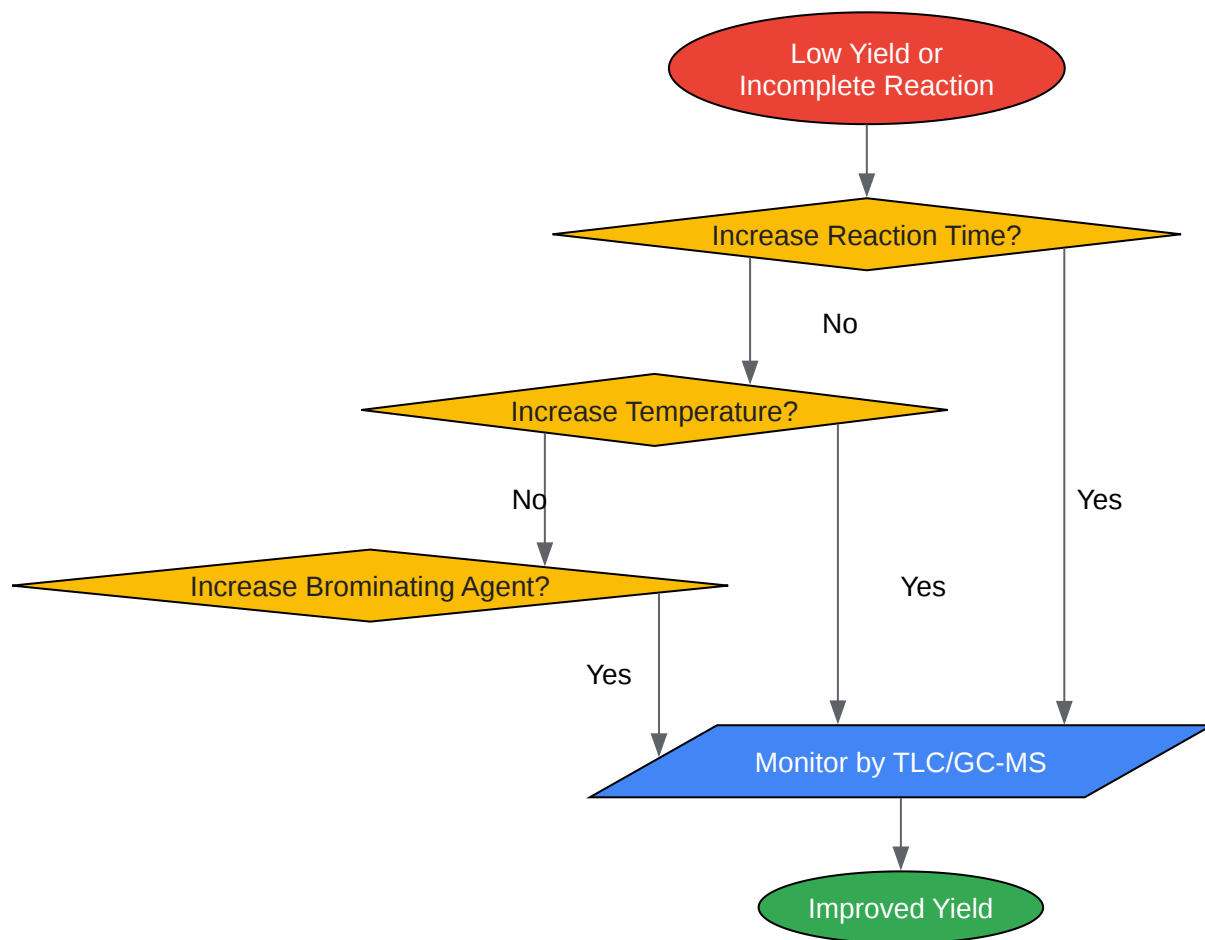 Low Yield or
Incomplete Reaction
Increase Reaction Time?
No
Increase Temperature?
No
Yes
Increase Brominating Agent?
Yes
Yes
Monitor by TLC/GC-MS
Improved Yield